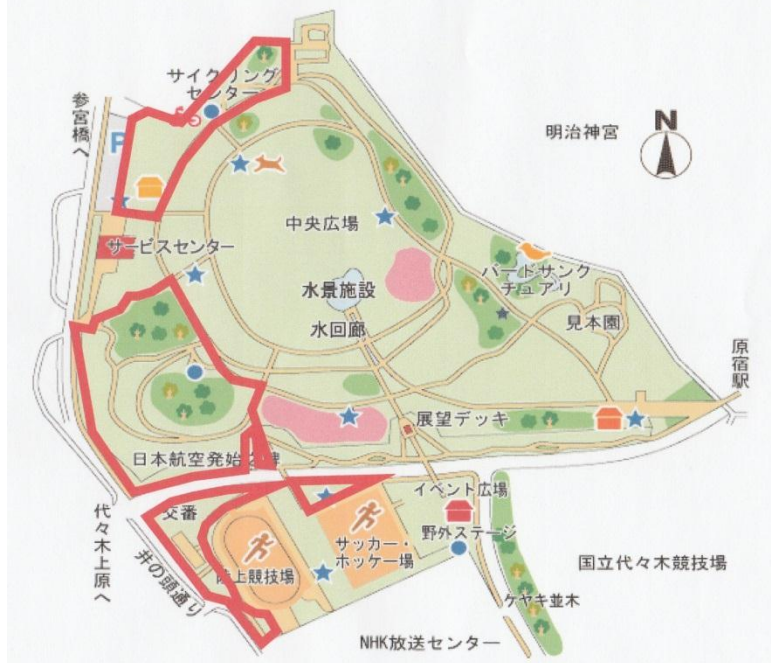 サイクリング
センター
参宮橋へ
P
明治神宮
N
中央広場
サービスセンター
バードサンク
チュアリ
水景施設
水回廊
見本園
原宿駅
展望デッキ
日本航空発始之碑
イベント広場
交番
野外ステージ
サッカー・
ホッケー場
陸上競技場
代々木上原へ
井の頭通り
国立代々木競技場
ケヤキ並木
NHK放送センター